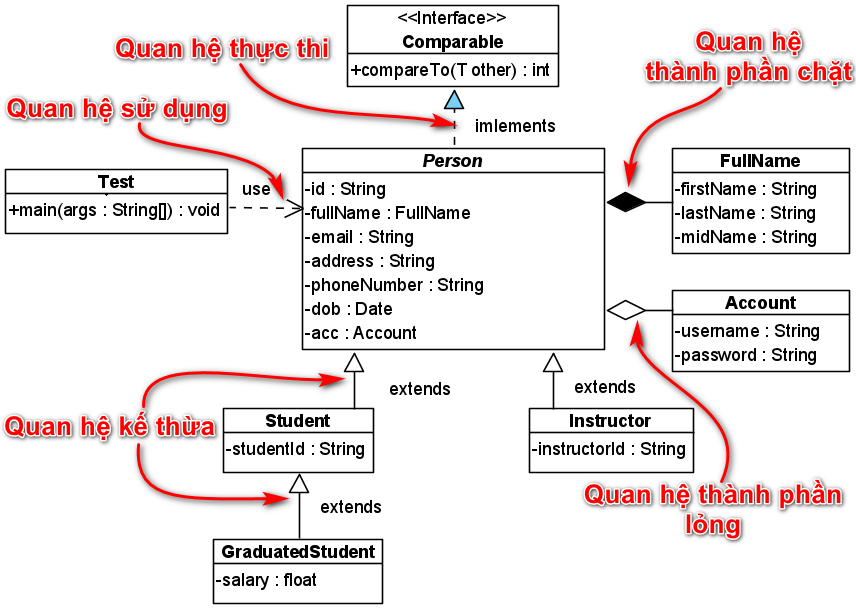 <<Interface>>
Comparable
+compareTo(T other) : int
Quan hệ thực thi
Quan hệ
thành phần chặt
Quan hệ sử dụng
imlements
Test
+main(args : String[]) : void
use
Person
-id : String
-fullName : FullName
-email : String
-address : String
-phoneNumber : String
-dob : Date
-acc : Account
FullName
-firstName : String
-lastName : String
-midName : String
Account
-username : String
-password : String
extends
extends
Quan hệ kế thừa
Student
-studentId : String
Instructor
-instructorId : String
Quan hệ thành phần
lỏng
extends
GraduatedStudent
-salary : float